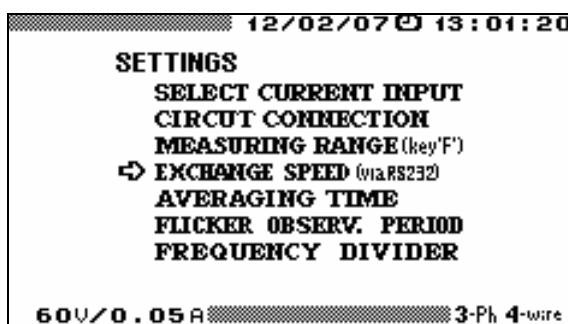 12/02/07 13:01:20
SETTINGS
SELECT CURRENT INPUT
CIRCUT CONNECTION
MEASURING RANGE (key'F')
EXCHANGE SPEED (via RS232)
AVERAGING TIME
FLICKER OBSERV. PERIOD
FREQUENCY DIVIDER
60V/0.05A 3-Ph 4-wire